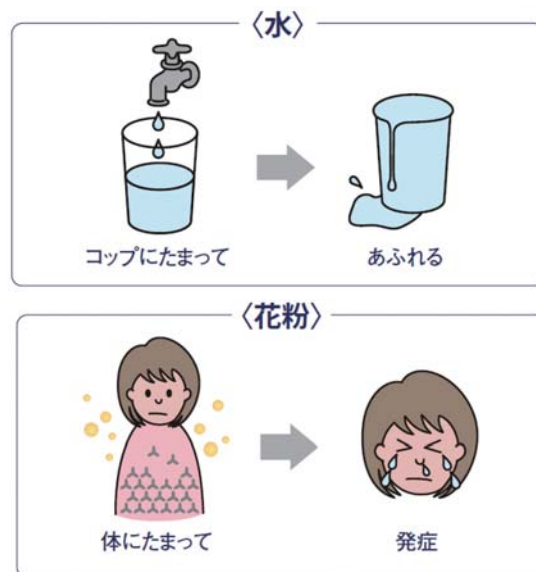 〈水〉
コップにたまって
あふれる
〈花粉〉
体にたまって
発症